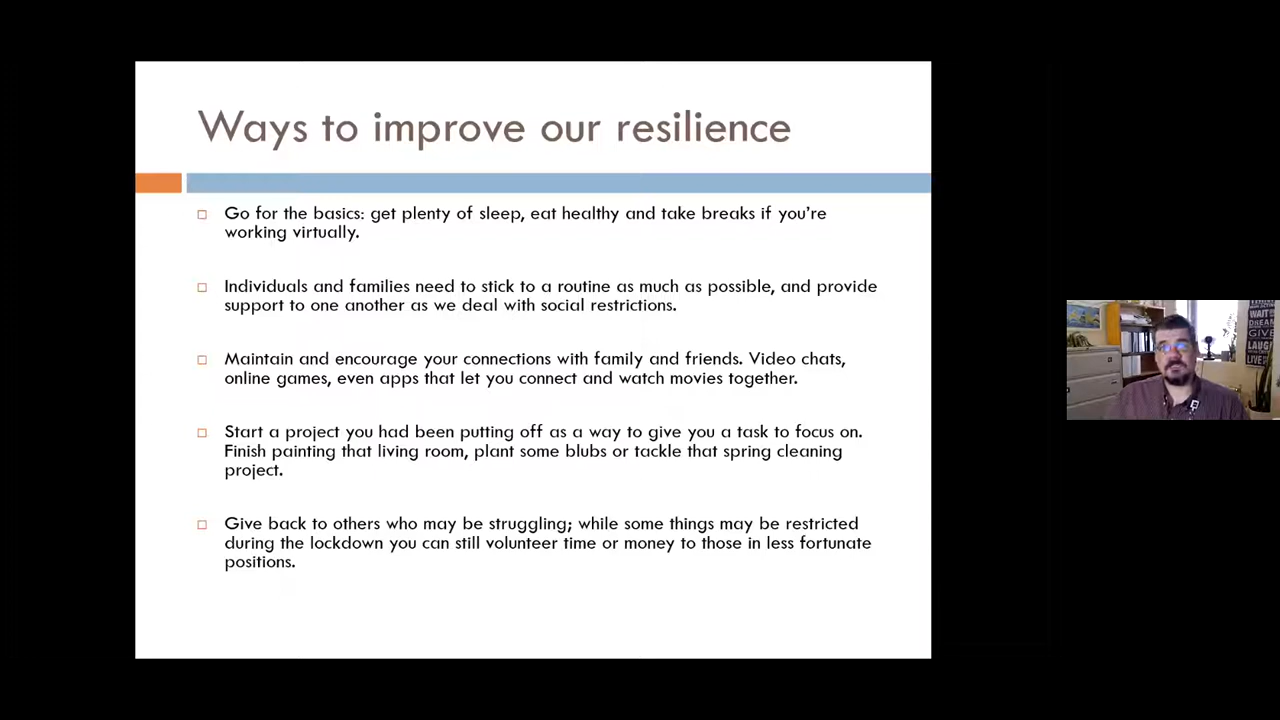 Ways to improve our resilience
Go for the basics: get plenty of sleep, eat healthy and take breaks if you're
working virtually.
Individuals and families need to stick to a routine as much as possible, and provide
support to one another as we deal with social restrictions.
Maintain and encourage your connections with family and friends. Video chats,
online games, even apps that let you connect and watch movies together.
Start a project you had been putting off as a way to give you a task to focus on.
Finish painting that living room, plant some blubs or tackle that spring cleaning
project.
Give back to others who may be struggling; while some things may be restricted
during the lockdown you can still volunteer time or money to those in less fortunate
positions.
WAIT
DREAM
GIVE
LAUGH
LIVE